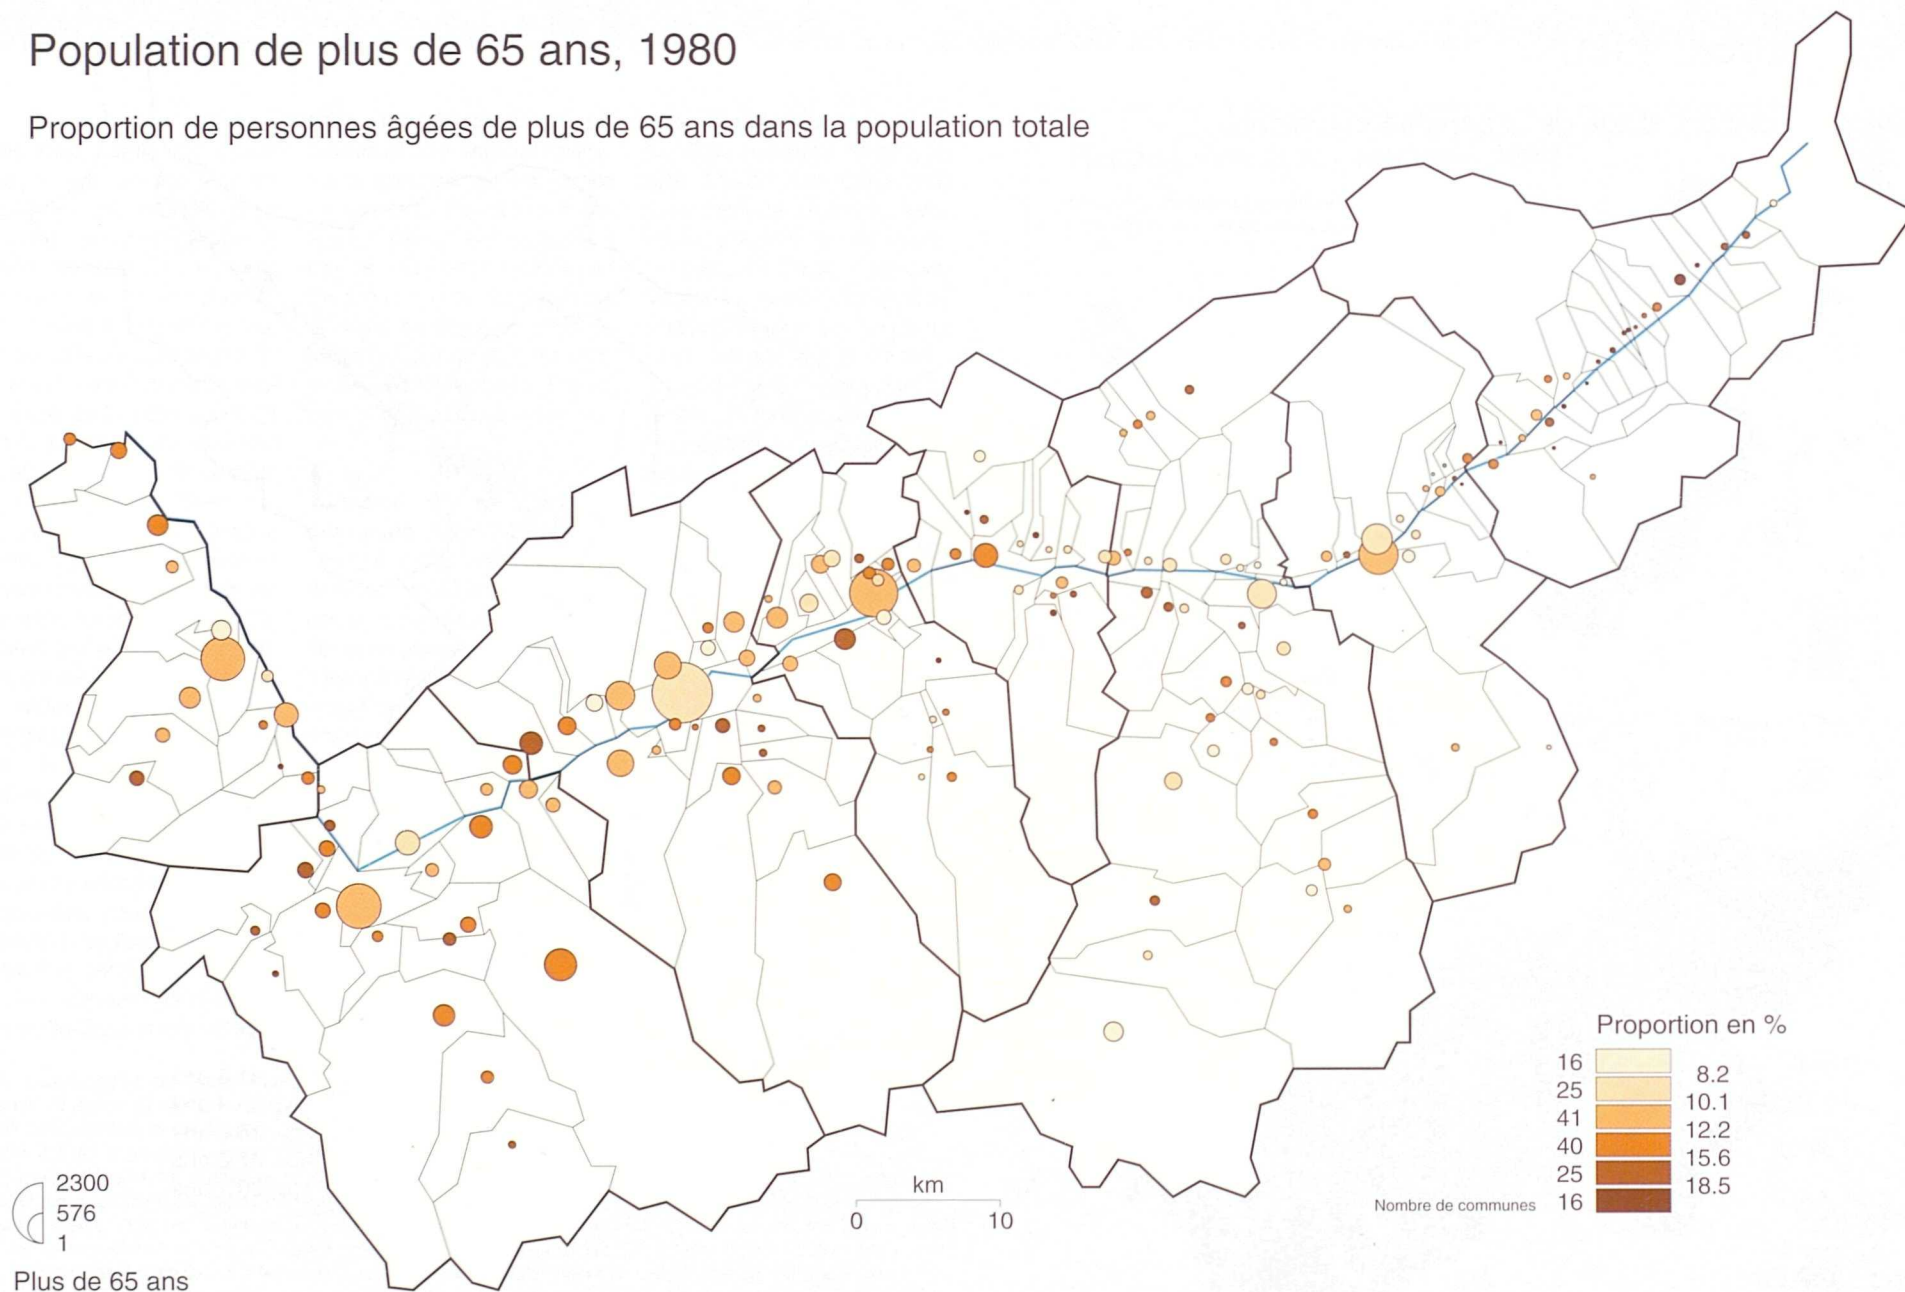 Population de plus de 65 ans, 1980
Proportion de personnes âgées de plus de 65 ans dans la population totale
Proportion en %
16
8.2
25
10.1
41
12.2
40
15.6
25
18.5
Nombre de communes 16
km
0 10
2300
576
1
Plus de 65 ans